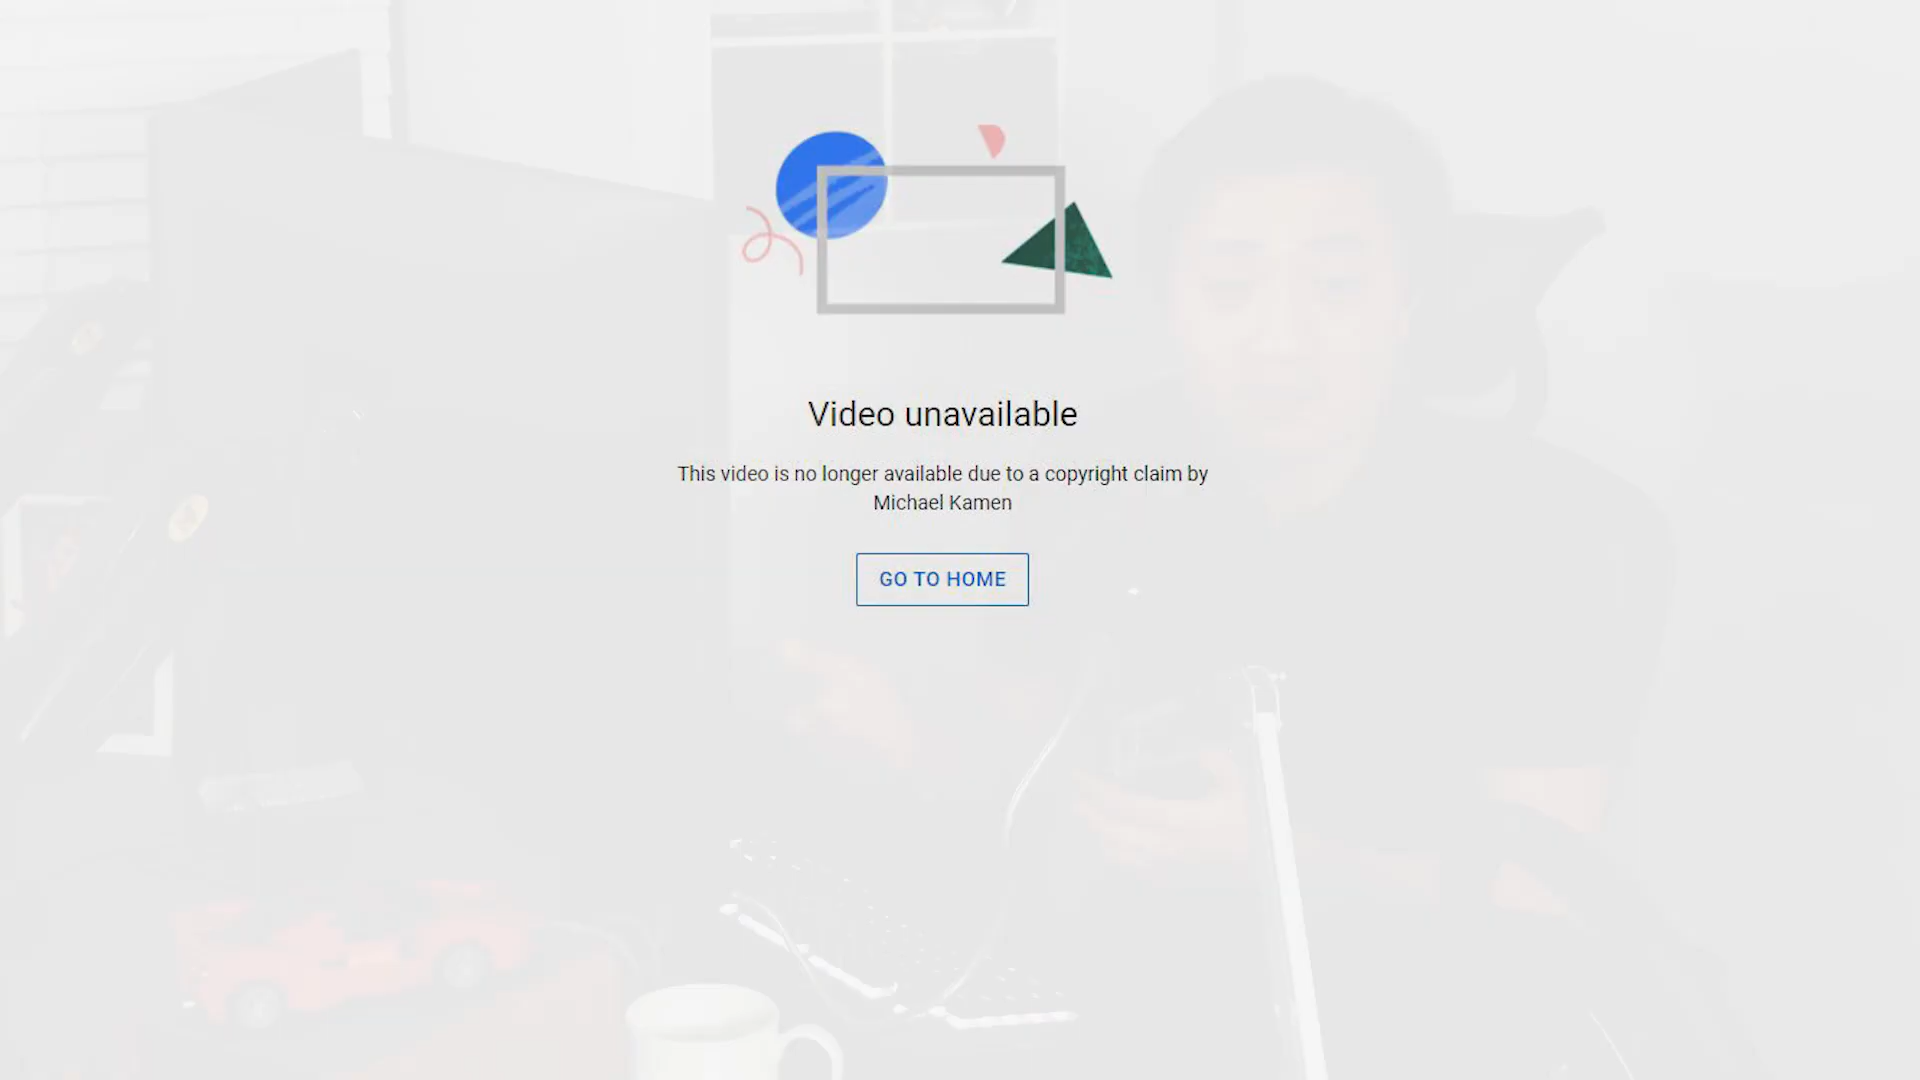 Video unavailable
This video is no longer available due to a copyright claim by
Michael Kamen
GO TO HOME